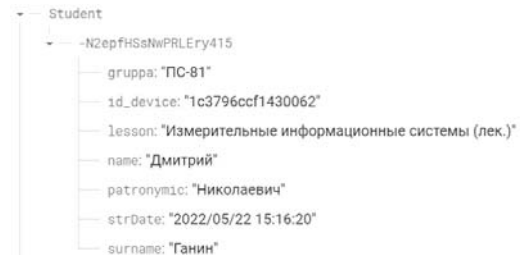 Student
-N2epfHSsNwPRLEry415
gruppa: "ПС-81"
id_device: "1c3796ccf1430062"
lesson: "Измерительные информационные системы (лек.)"
name: "Дмитрий"
patronymic: "Николаевич"
strDate: "2022/05/22 15:16:20"
surname: "Ганин"